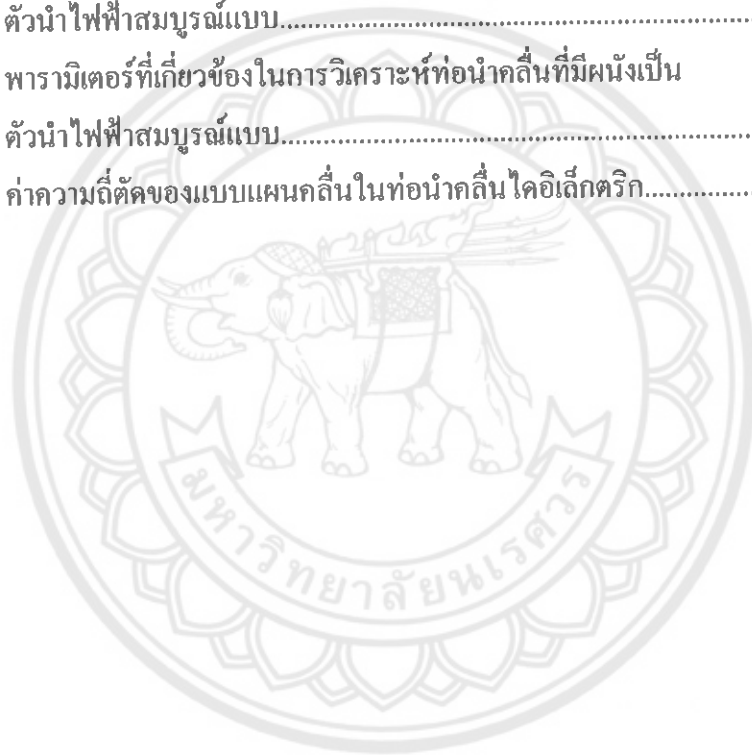 ตัวนำไฟฟ้าสมบูรณ์แบบ......................................................................
พารามิเตอร์ที่เกี่ยวข้องในการวิเคราะห์ท่อนำคลื่นที่มีผนังเป็น
ตัวนำไฟฟ้าสมบูรณ์แบบ......................................................................
ค่าความถี่ตัดของแบบแผนคลื่นในท่อนำคลื่นไดอิเล็กตริก................
มหาวิทยาลัยนเรศวร